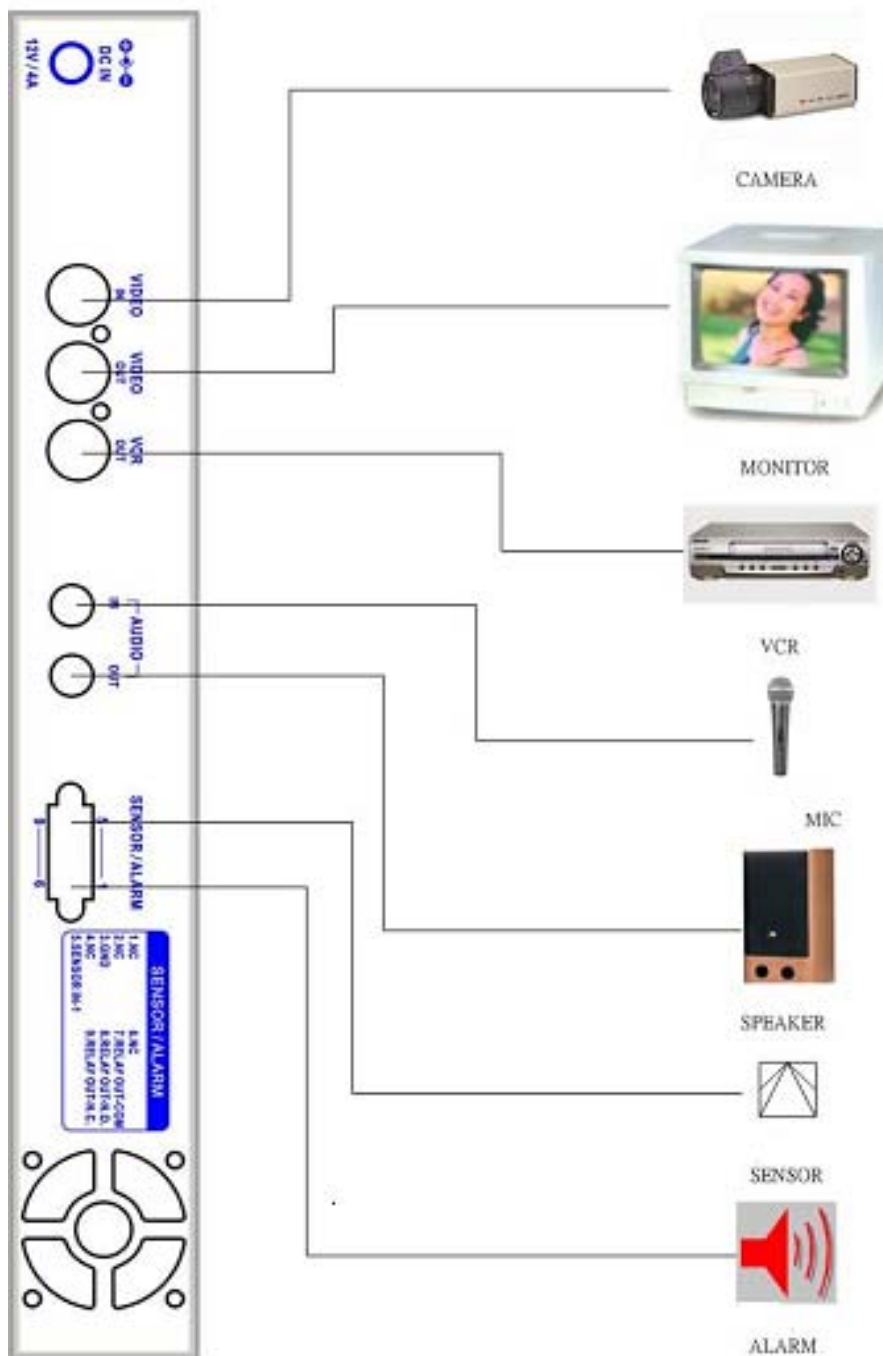 DC IN
12V/4A
VIDEO
IN
VIDEO
OUT
VCR
OUT
IN
AUDIO
OUT
SENSOR/ALARM
5
1
9
6
SENSOR/ALARM
1.NC
2.NC
3.GND
4.NC
5.SENSOR IN-1
6.NC
7.RELAY OUT-COM
8.RELAY OUT-N.O.
9.RELAY OUT-N.C.
CAMERA
MONITOR
VCR
MIC
SPEAKER
SENSOR
ALARM